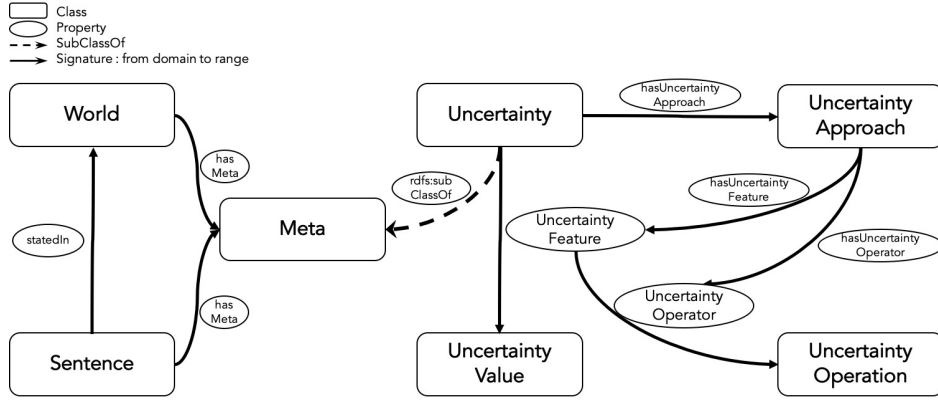 Class
Property
SubClassOf
Signature : from domain to range
World
Uncertainty
hasUncertainty
Approach
Uncertainty
Approach
has
Meta
rdfs:sub
ClassOf
hasUncertainty
Feature
statedIn
Meta
Uncertainty
Feature
hasUncertainty
Operator
Uncertainty
Operator
has
Meta
Sentence
Uncertainty
Value
Uncertainty
Operation